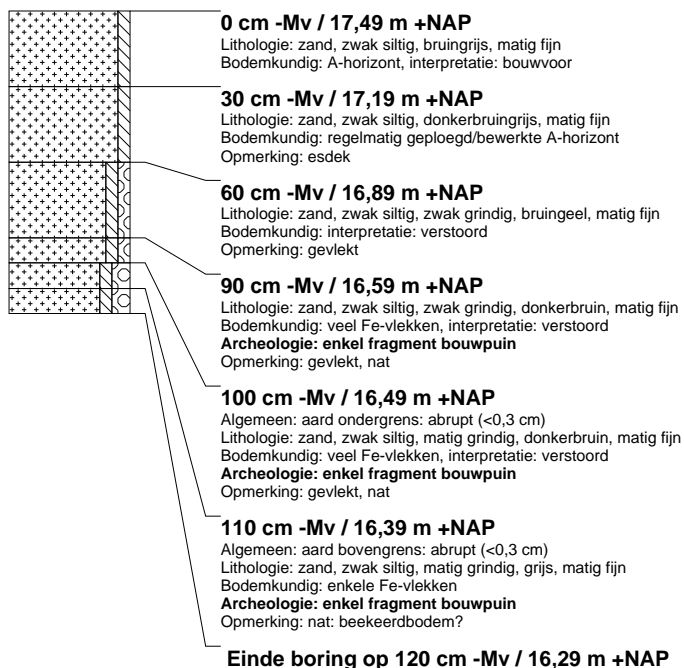 0 cm -Mv / 17,49 m +NAP
Lithologie: zand, zwak siltig, bruingrijs, matig fijn
Bodemkundig: A-horizont, interpretatie: bouwvoor
30 cm -Mv / 17,19 m +NAP
Lithologie: zand, zwak siltig, donkerbruingrijs, matig fijn
Bodemkundig: regelmatig geploegd/bewerkte A-horizont
Opmerking: esdek
60 cm -Mv / 16,89 m +NAP
Lithologie: zand, zwak siltig, zwak grindig, bruingeel, matig fijn
Bodemkundig: interpretatie: verstoord
Opmerking: gevlekt
90 cm -Mv / 16,59 m +NAP
Lithologie: zand, zwak siltig, zwak grindig, donkerbruin, matig fijn
Bodemkundig: veel Fe-vlekken, interpretatie: verstoord
Archeologie: enkel fragment bouwpuin
Opmerking: gevlekt, nat
100 cm -Mv / 16,49 m +NAP
Algemeen: aard ondergrens: abrupt (<0,3 cm)
Lithologie: zand, zwak siltig, matig grindig, donkerbruin, matig fijn
Bodemkundig: veel Fe-vlekken, interpretatie: verstoord
Archeologie: enkel fragment bouwpuin
Opmerking: gevlekt, nat
110 cm -Mv / 16,39 m +NAP
Algemeen: aard bovengrens: abrupt (<0,3 cm)
Lithologie: zand, zwak siltig, matig grindig, grijs, matig fijn
Bodemkundig: enkele Fe-vlekken
Archeologie: enkel fragment bouwpuin
Opmerking: nat: beekeerdbodem?
Einde boring op 120 cm -Mv / 16,29 m +NAP